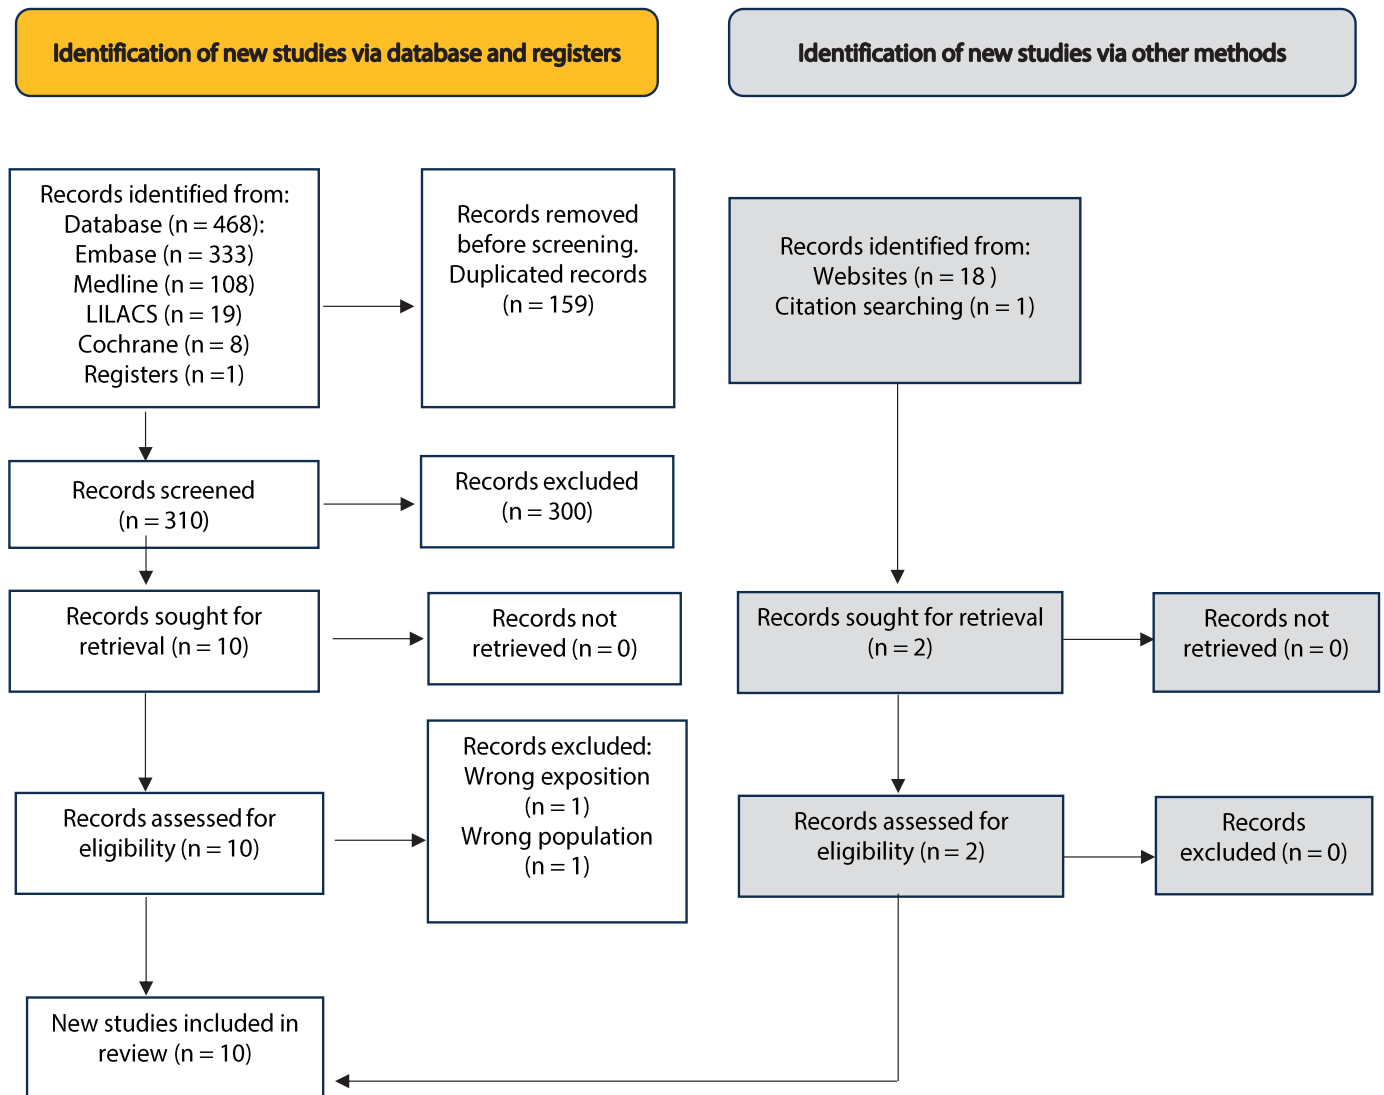 Identification of new studies via database and registers
Identification of new studies via other methods
Records identified from:
Database (n = 468):
Embase (n = 333)
Medline (n = 108)
LILACS (n = 19)
Cochrane (n = 8)
Registers (n =1)
Records removed
before screening.
Duplicated records
(n = 159)
Records identified from:
Websites (n = 18 )
Citation searching (n = 1)
Records screened
(n = 310)
Records excluded
(n = 300)
Records sought for
retrieval (n = 10)
Records not
retrieved (n = 0)
Records sought for retrieval
(n = 2)
Records not
retrieved (n = 0)
Records assessed for
eligibility (n = 10)
Records excluded:
Wrong exposition
(n = 1)
Wrong population
(n = 1)
Records assessed for
eligibility (n = 2)
Records
excluded (n = 0)
New studies included in
review (n = 10)